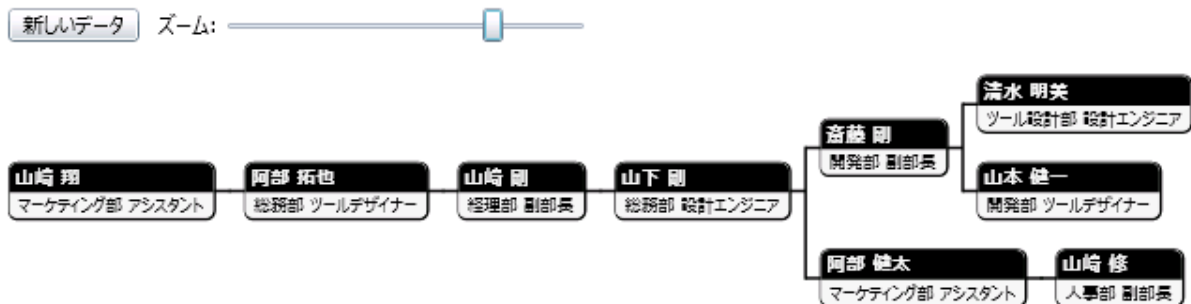 新しいデータ ズーム:
清水 明美
ツール設計部 設計エンジニア
斎藤 剛
開発部 副部長
山崎 翔
マーケティング部 アシスタント
阿部 拓也
総務部 ツールデザイナー
山崎 剛
経理部 副部長
山下 剛
総務部 設計エンジニア
山本 健一
開発部 ツールデザイナー
阿部 健太
マーケティング部 アシスタント
山崎 修
人事部 副部長